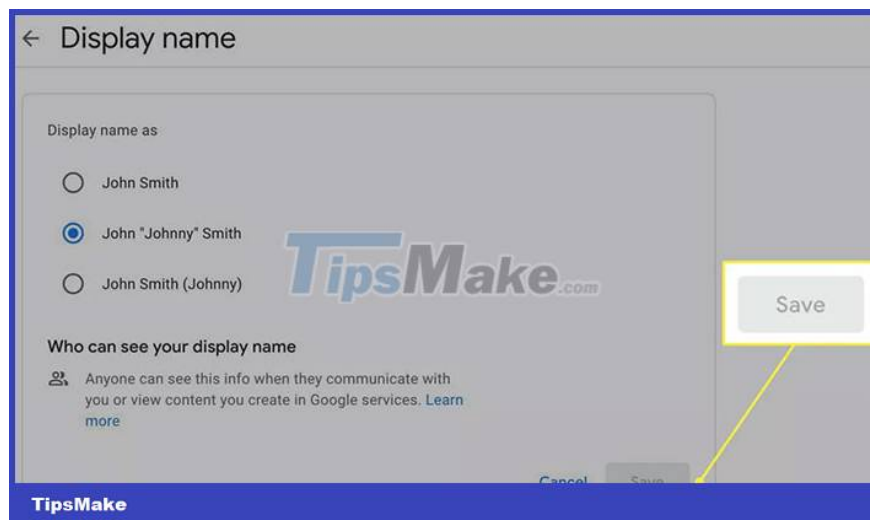 Display name
Display name as
John Smith
John "Johnny" Smith
John Smith (Johnny)
TipsMake.com
Save
Who can see your display name
Anyone can see this info when they communicate with
you or view content you create in Google services. Learn
more
Cancel Save
TipsMake